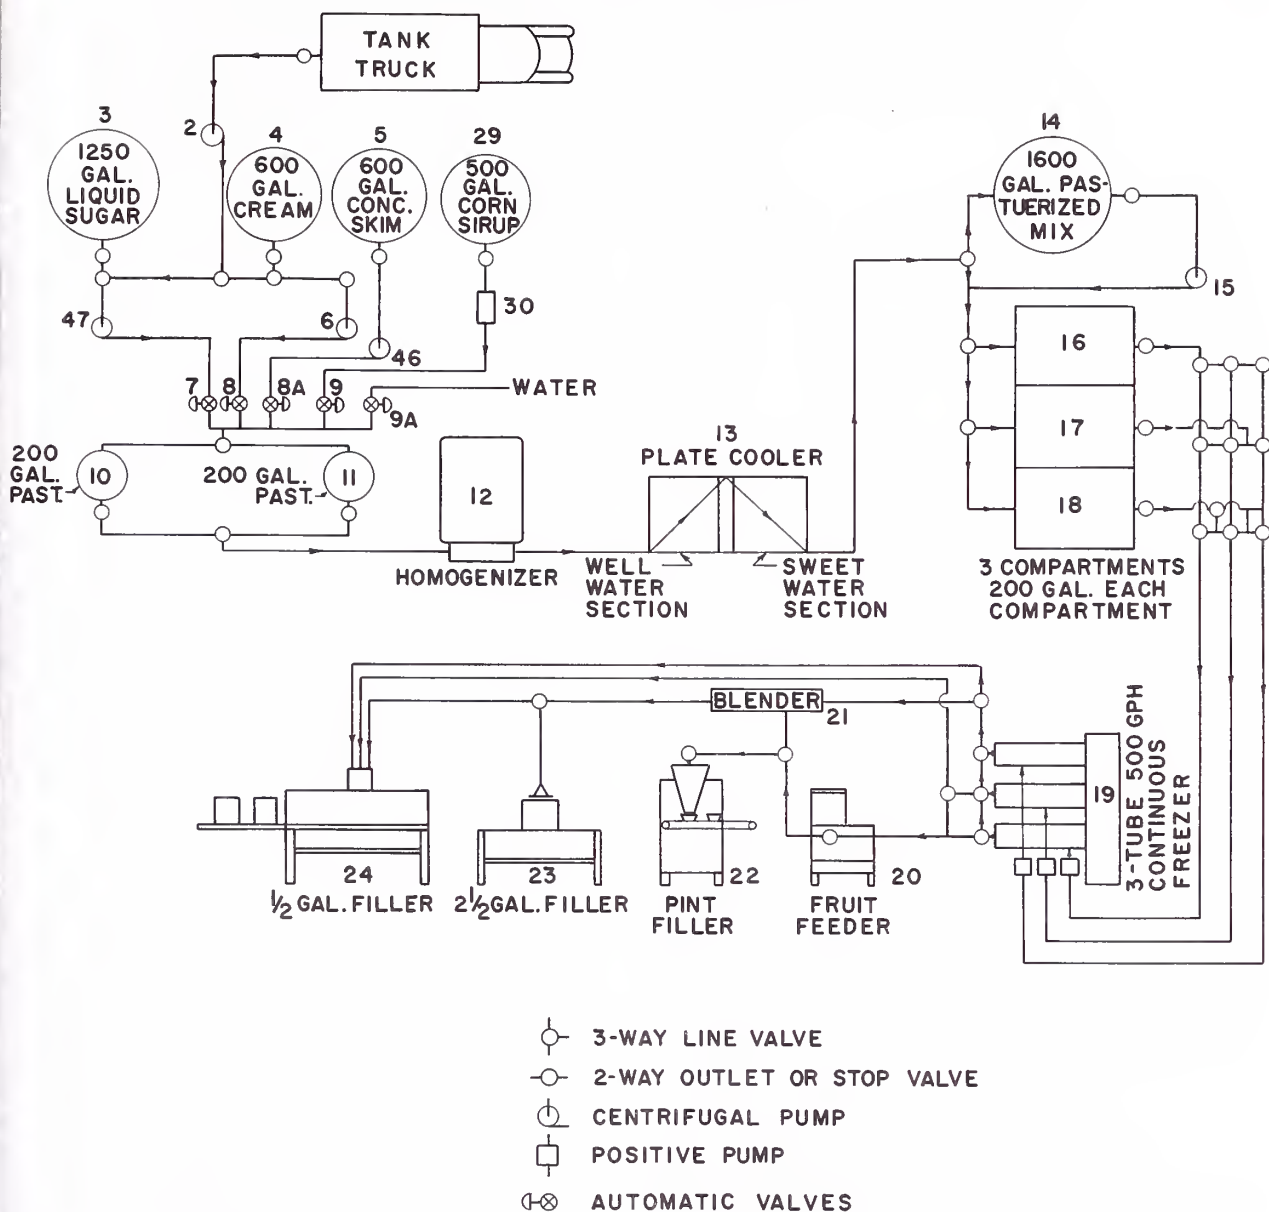 TANK
TRUCK
2
3
1250
GAL.
LIQUID
SUGAR
4
600
GAL.
CREAM
5
600
GAL.
CONC.
SKIM
29
500
GAL.
CORN
SIRUP
14
1600
GAL. PAS-
TUERIZED
MIX
15
47
6
46
30
7
8
8A
9
9A
WATER
200
GAL.
PAST.
10
200 GAL.
PAST.
11
12
HOMOGENIZER
13
PLATE COOLER
WELL
WATER
SECTION
SWEET
WATER
SECTION
16
17
18
3 COMPARTMENTS
200 GAL. EACH
COMPARTMENT
BLENDER
21
19
3-TUBE 500 GPH
CONTINUOUS
FREEZER
24
1/2 GAL. FILLER
23
2 1/2 GAL. FILLER
22
PINT
FILLER
20
FRUIT
FEEDER
3-WAY LINE VALVE
2-WAY OUTLET OR STOP VALVE
CENTRIFUGAL PUMP
POSITIVE PUMP
AUTOMATIC VALVES